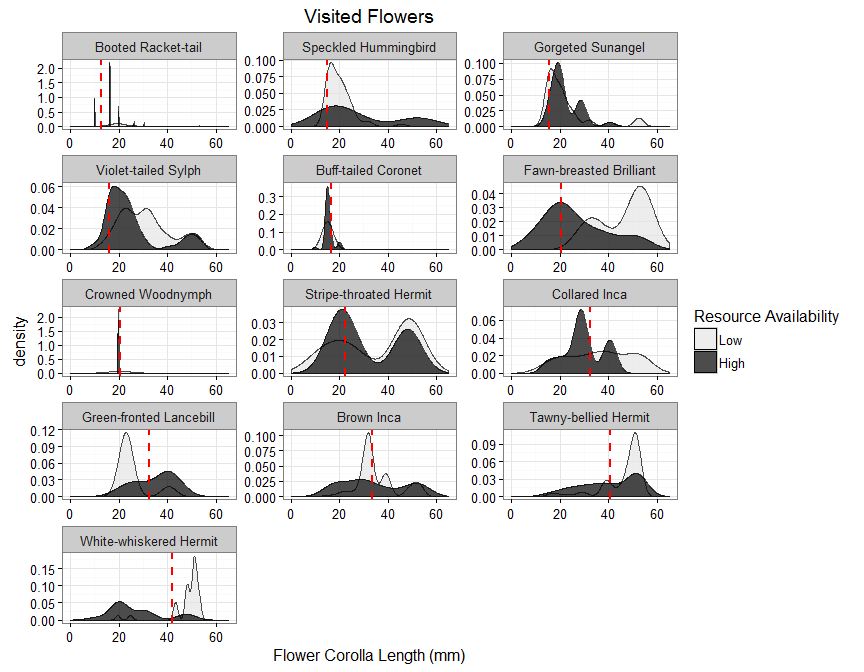 Visited Flowers
Booted Racket-tail
Speckled Hummingbird
Gorgeted Sunangel
2.0
1.5
1.0
0.5
0.0
0 20 40 60
0.100
0.075
0.050
0.025
0.000
0 20 40 60
0.100
0.075
0.050
0.025
0.000
0 20 40 60
Violet-tailed Sylph
Buff-tailed Coronet
Fawn-breasted Brilliant
0.06
0.04
0.02
0.00
0 20 40 60
0.3
0.2
0.1
0.0
0 20 40 60
0.04
0.03
0.02
0.01
0.00
0 20 40 60
Crowned Woodnymph
Stripe-throated Hermit
Collared Inca
2.0
1.5
1.0
0.5
0.0
0 20 40 60
0.03
0.02
0.01
0.00
0 20 40 60
0.06
0.04
0.02
0.00
0 20 40 60
Green-fronted Lancebill
Brown Inca
Tawny-bellied Hermit
0.12
0.09
0.06
0.03
0.00
0 20 40 60
0.100
0.075
0.050
0.025
0.000
0 20 40 60
0.09
0.06
0.03
0.00
0 20 40 60
White-whiskered Hermit
0.15
0.10
0.05
0.00
0 20 40 60
density
Flower Corolla Length (mm)
Resource Availability
Low
High